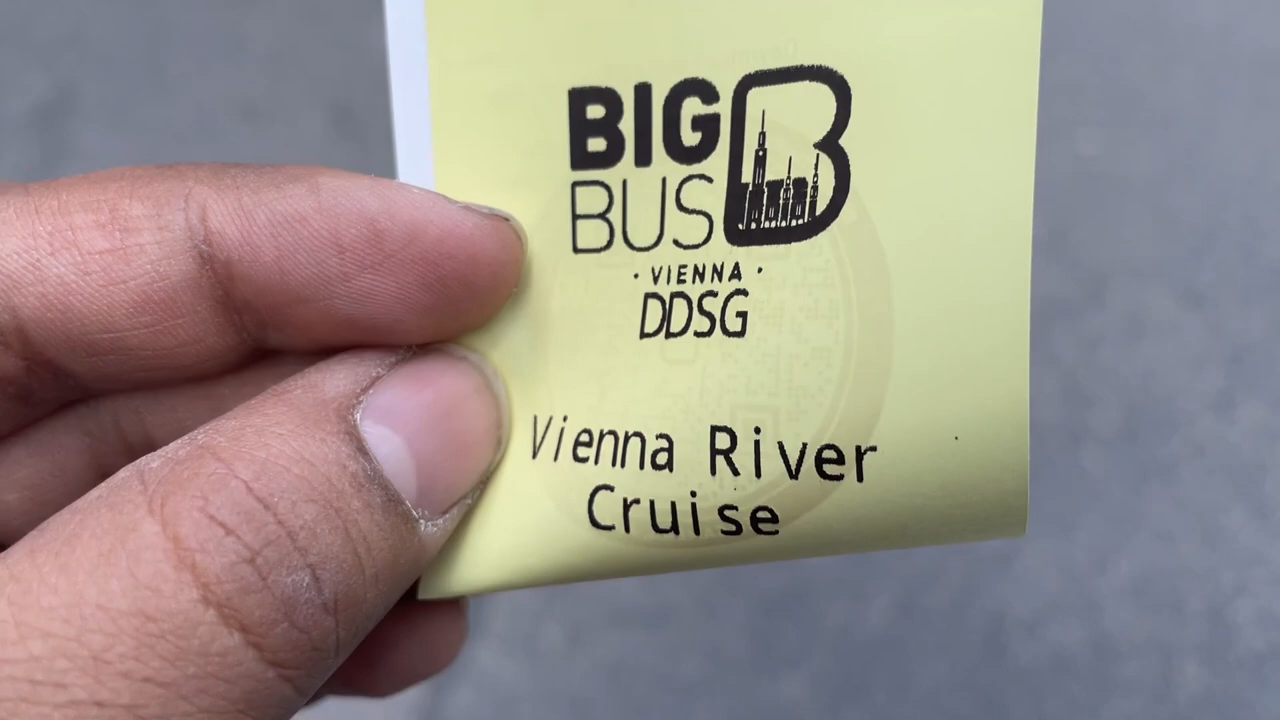 BIG
BUS
· VIENNA ·
DDSG
Vienna River
Cruise